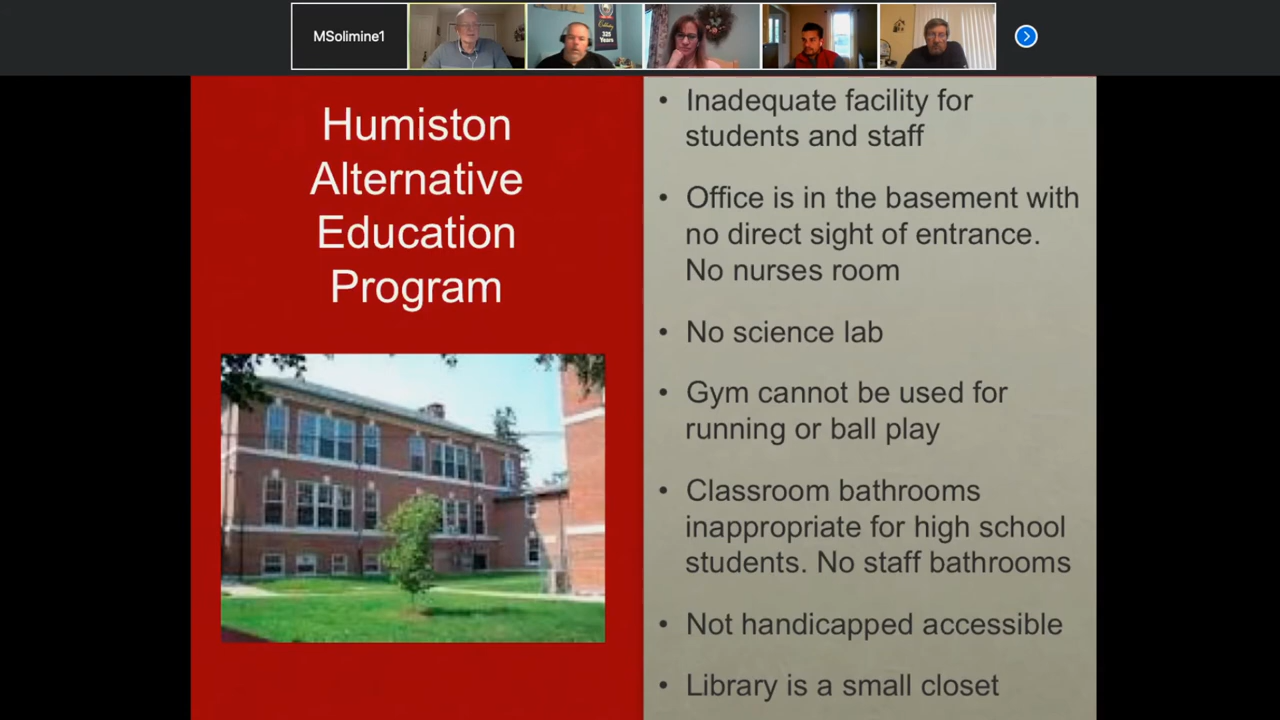 MSolimine1
325
Years
Humiston
Alternative
Education
Program
• Inadequate facility for
students and staff
• Office is in the basement with
no direct sight of entrance.
No nurses room
• No science lab
• Gym cannot be used for
running or ball play
• Classroom bathrooms
inappropriate for high school
students. No staff bathrooms
• Not handicapped accessible
• Library is a small closet